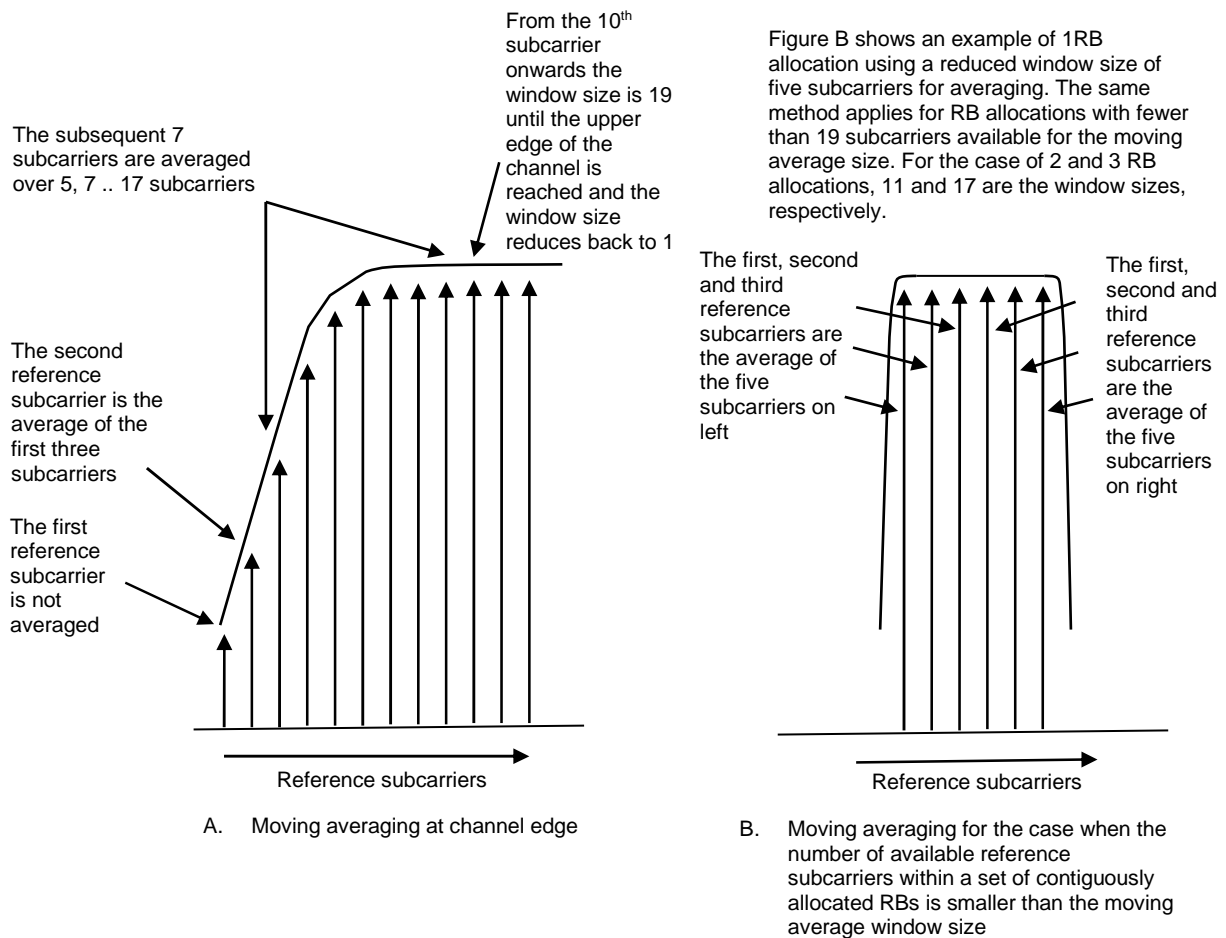 From the 10th
subcarrier
onwards the
window size is 19
until the upper
edge of the
channel is
reached and the
window size
reduces back to 1
The subsequent 7
subcarriers are averaged
over 5, 7 .. 17 subcarriers
The second
reference
subcarrier is the
average of the
first three
subcarriers
The first
reference
subcarrier
is not
averaged
Reference subcarriers
A. Moving averaging at channel edge
Figure B shows an example of 1RB
allocation using a reduced window size of
five subcarriers for averaging. The same
method applies for RB allocations with fewer
than 19 subcarriers available for the moving
average size. For the case of 2 and 3 RB
allocations, 11 and 17 are the window sizes,
respectively.
The first, second
and third
reference
subcarriers are
the average of
the five
subcarriers on
left
The first,
second and
third
reference
subcarriers
are the
average of
the five
subcarriers
on right
Reference subcarriers
B. Moving averaging for the case when the
number of available reference
subcarriers within a set of contiguously
allocated RBs is smaller than the moving
average window size